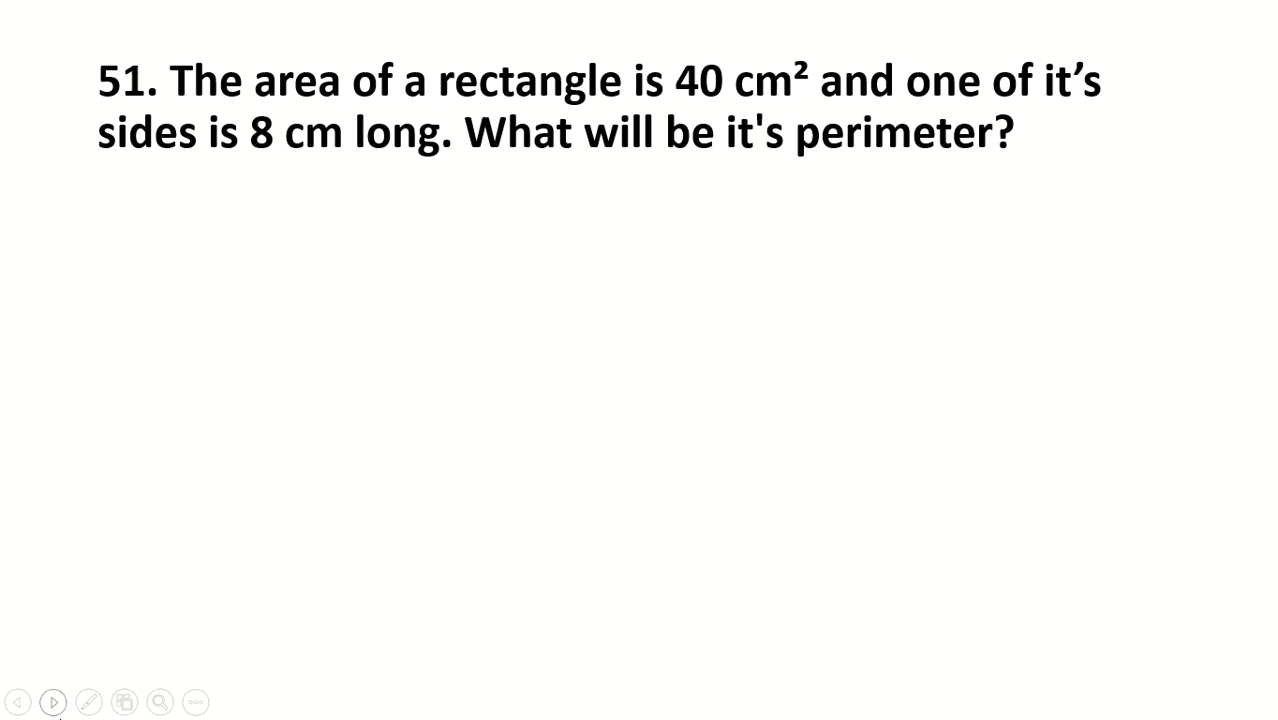 51. The area of a rectangle is 40 cm² and one of it’s
sides is 8 cm long. What will be it's perimeter?